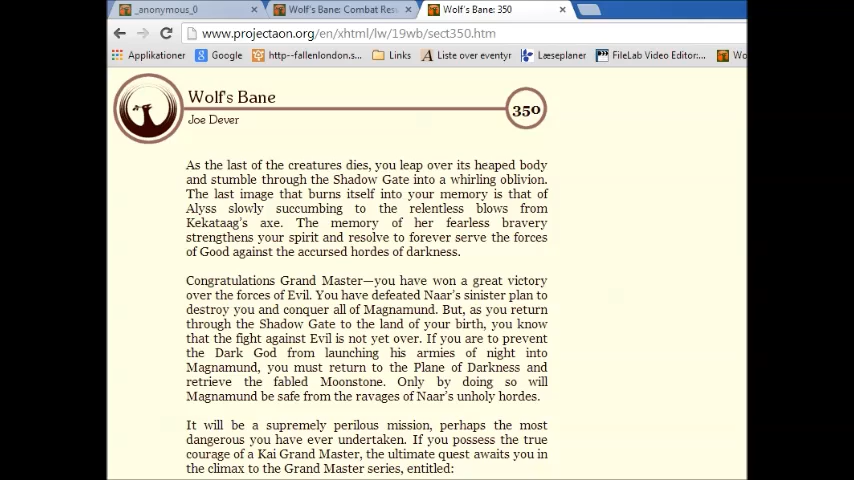 _anonymous_0
Wolf's Bane: Combat Res
Wolf's Bane: 350
www.projectaon.org/en/xhtml/lw/19wb/sect350.htm
Applikationer
Google
http--fallenlondon.s
Links
Liste over eventyr
Læseplaner
FileLab Video Editor:...
Wo
Wolf's Bane
350
Joe Dever
As the last of the creatures dies, you leap over its heaped body
and stumble through the Shadow Gate into a whirling oblivion.
The last image that burns itself into your memory is that of
Alyss slowly succumbing to the relentless blows from
Kekataag's axe. The memory of her fearless bravery
strengthens your spirit and resolve to forever serve the forces
of Good against the accursed hordes of darkness.
Congratulations Grand Master—you have won a great victory
over the forces of Evil. You have defeated Naar's sinister plan to
destroy you and conquer all of Magnamund. But, as you return
through the Shadow Gate to the land of your birth, you know
that the fight against Evil is not yet over. If you are to prevent
the Dark God from launching his armies of night into
Magnamund, you must return to the Plane of Darkness and
retrieve the fabled Moonstone. Only by doing so will
Magnamund be safe from the ravages of Naar's unholy hordes.
It will be a supremely perilous mission, perhaps the most
dangerous you have ever undertaken. If you possess the true
courage of a Kai Grand Master, the ultimate quest awaits you in
the climax to the Grand Master series, entitled: